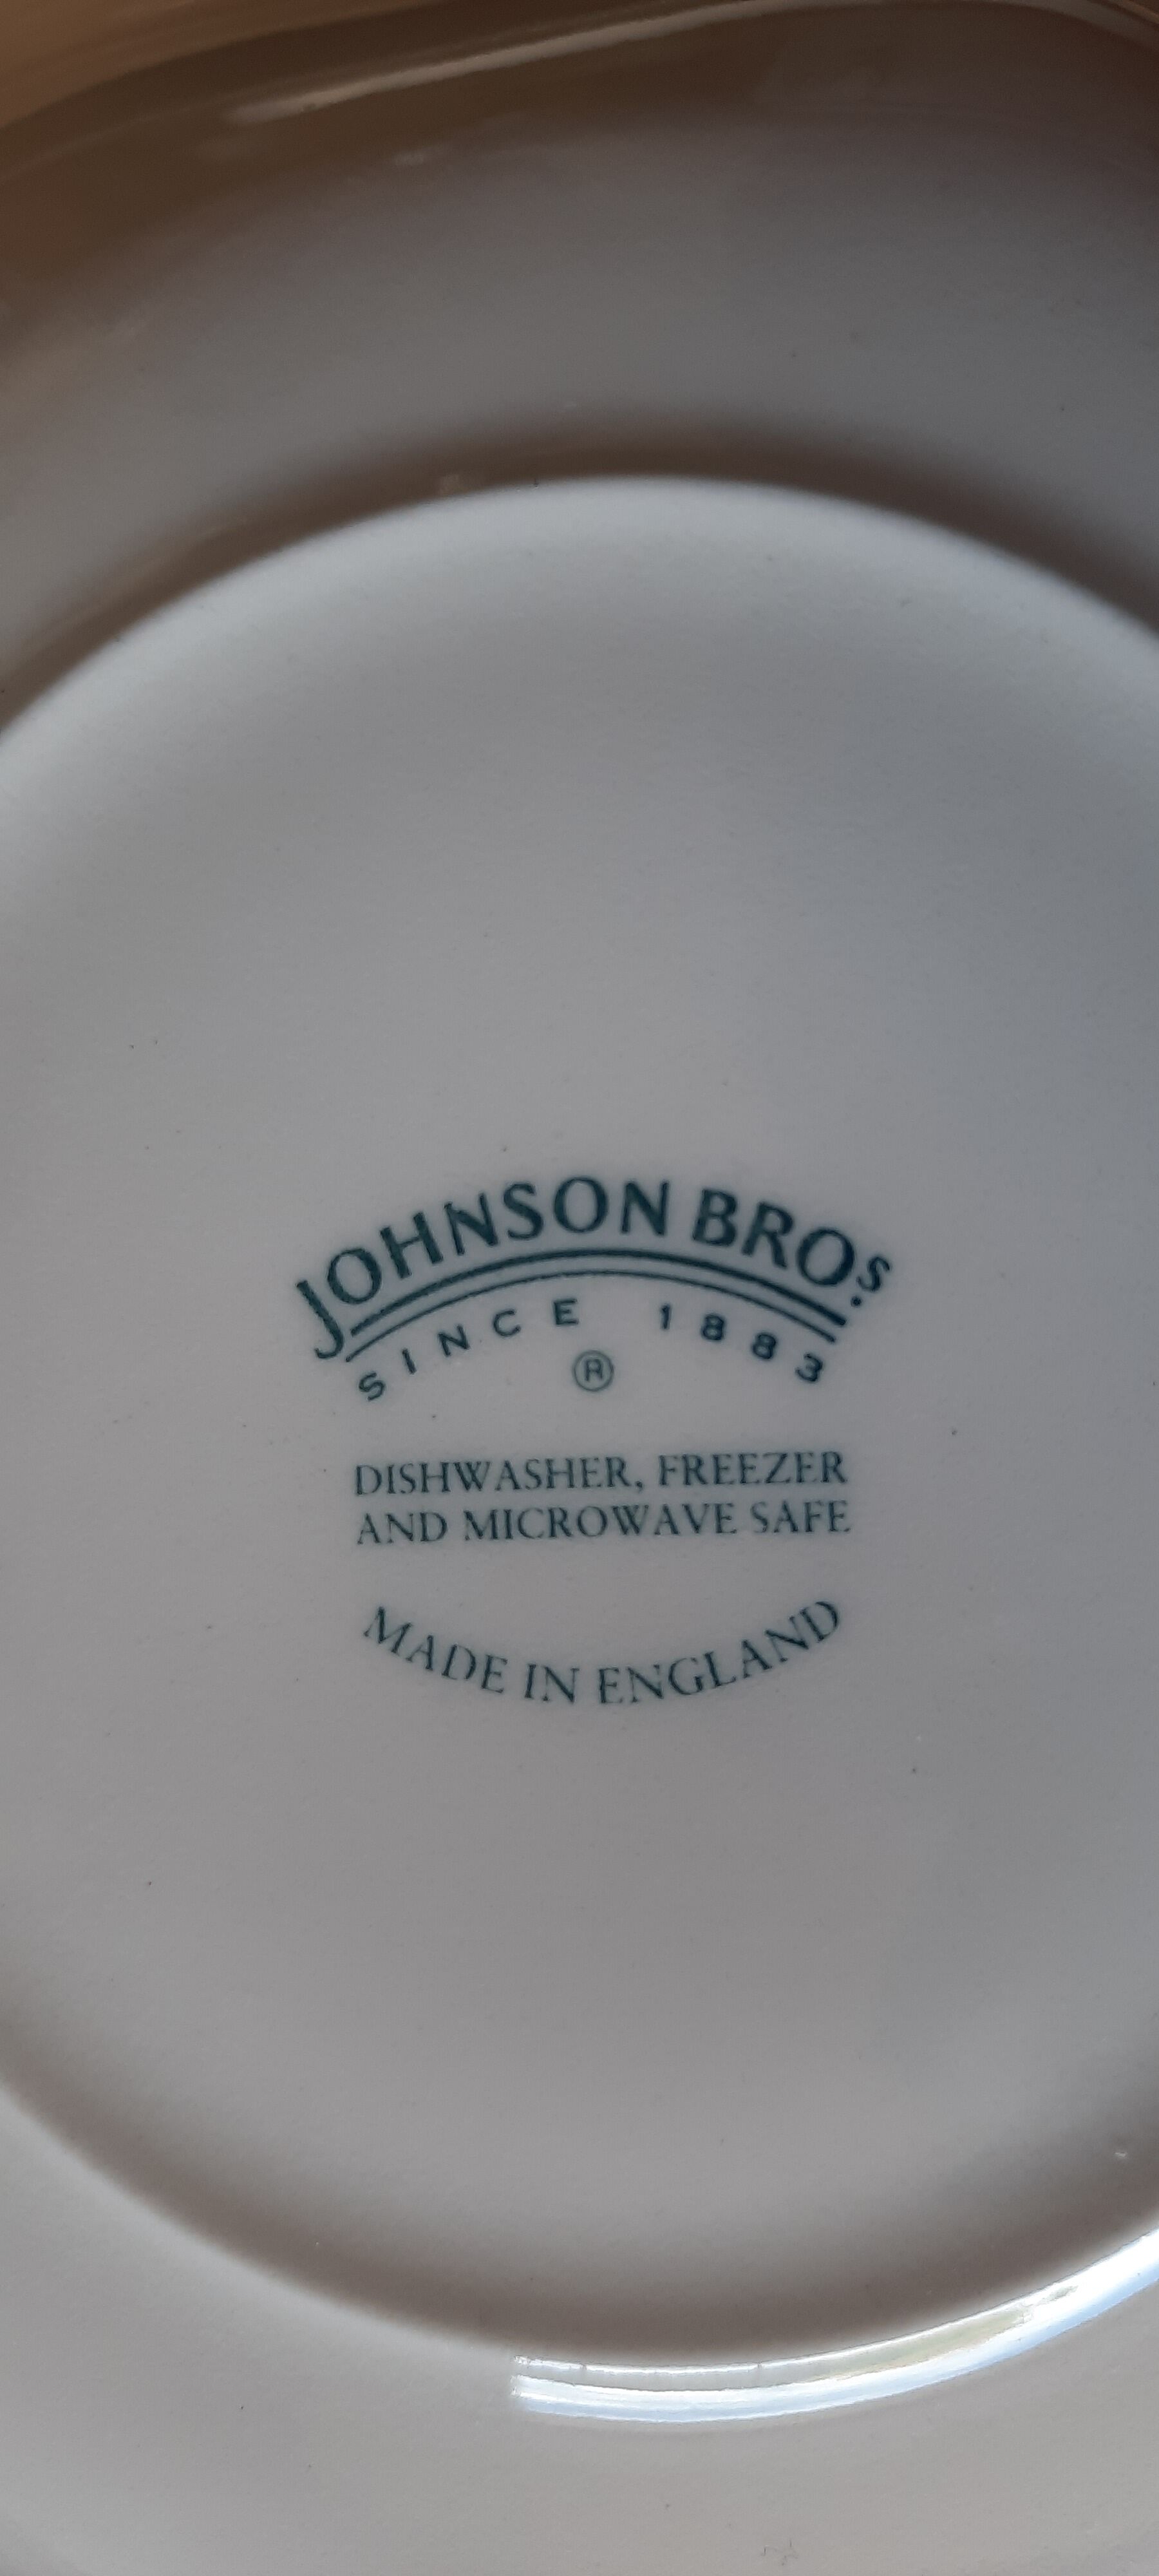 JOHNSON BROS.
SINCE 1883
®
DISHWASHER, FREEZER
AND MICROWAVE SAFE
MADE IN ENGLAND